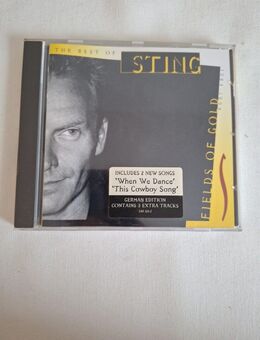 THE BEST OF
STING
FIELDS OF GOLD
INCLUDES 2 NEW SONGS
"When We Dance"
"This Cowboy Song"
GERMAN EDITION
CONTAINS 3 EXTRA TRACKS